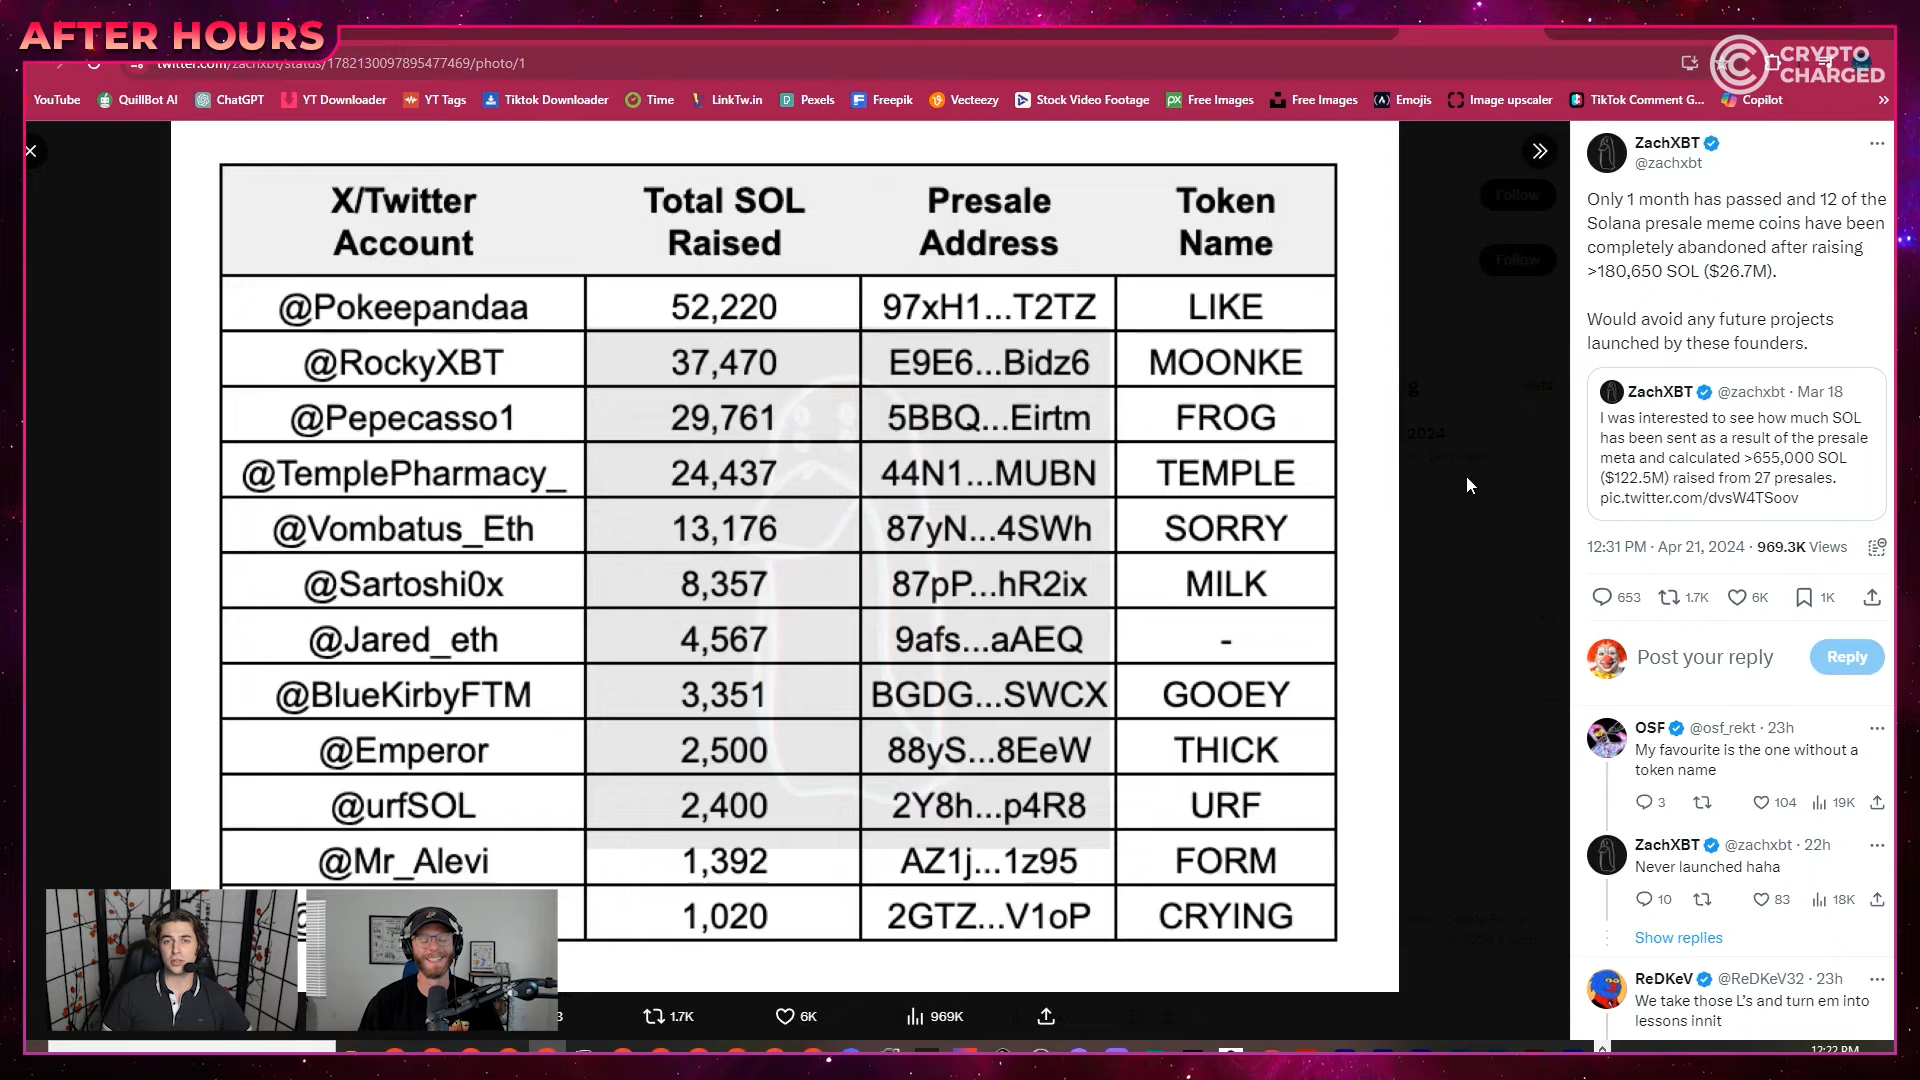 AFTER HOURS
twitter.com/zachxbt/status/1782130097895477469/photo/1
CRYPTO
CHARGED
YouTube QuillBot AI ChatGPT YT Downloader YT Tags Tiktok Downloader Time LinkTw.in Pexels Freepik Vecteezy Stock Video Footage Free Images Free Images Emojis Image upscaler TikTok Comment G... Copilot
X/Twitter Account Total SOL Raised Presale Address Token Name
@Pokeepandaa 52,220 97xH1...T2TZ LIKE
@RockyXBT 37,470 E9E6...Bidz6 MOONKE
@Pepecasso1 29,761 5BBQ...Eirtm FROG
@TemplePharmacy_ 24,437 44N1...MUBN TEMPLE
@Vombatus_Eth 13,176 87yN...4SWh SORRY
@Sartoshi0x 8,357 87pP...hR2ix MILK
@Jared_eth 4,567 9afs...aAEQ -
@BlueKirbyFTM 3,351 BGDG...SWCX GOOEY
@Emperor 2,500 88yS...8EeW THICK
@urfSOL 2,400 2Y8h...p4R8 URF
@Mr_Alevi 1,392 AZ1j...1z95 FORM
1,020 2GTZ...V1oP CRYING
1.7K 6K 969K
Follow
Follow
2024
ZachXBT
@zachxbt
Only 1 month has passed and 12 of the
Solana presale meme coins have been
completely abandoned after raising
>180,650 SOL ($26.7M).
Would avoid any future projects
launched by these founders.
ZachXBT @zachxbt · Mar 18
I was interested to see how much SOL
has been sent as a result of the presale
meta and calculated >655,000 SOL
($122.5M) raised from 27 presales.
pic.twitter.com/dvsW4TSoov
12:31 PM · Apr 21, 2024 · 969.3K Views
653 1.7K 6K 1K
Post your reply Reply
OSF @osf_rekt · 23h
My favourite is the one without a
token name
3 104 19K
ZachXBT @zachxbt · 22h
Never launched haha
10 83 18K
Show replies
ReDKeV @ReDKeV32 · 23h
We take those L's and turn em into
lessons innit
12:22 PM